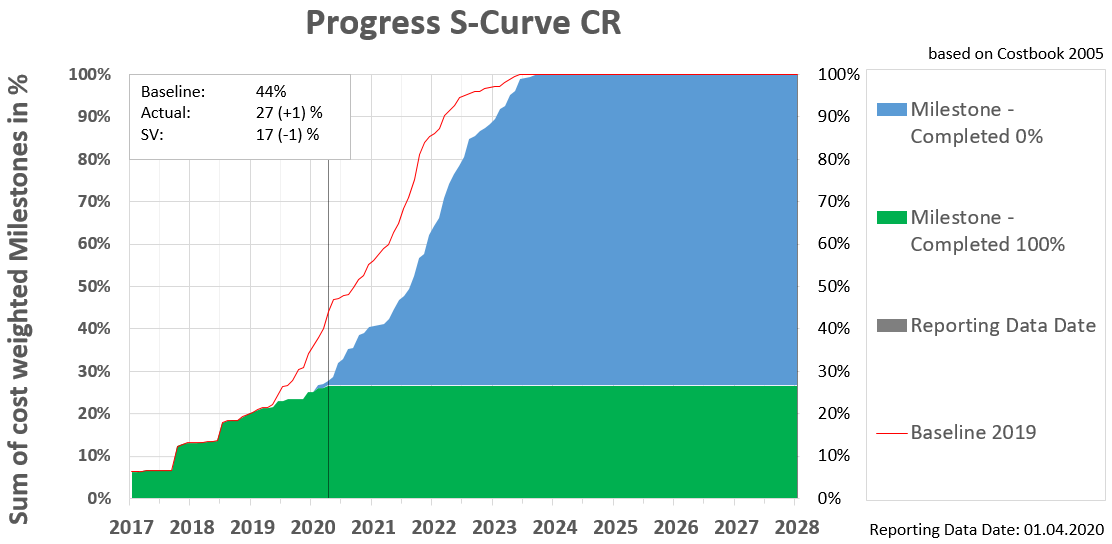 Progress S-Curve CR
based on Costbook 2005
Sum of cost weighted Milestones in %
100%
90%
80%
70%
60%
50%
40%
30%
20%
10%
0%
Baseline: 44%
Actual: 27 (+1) %
SV: 17 (-1) %
100%
90%
80%
70%
60%
50%
40%
30%
20%
10%
0%
2017 2018 2019 2020 2021 2022 2023 2024 2025 2026 2027 2028
Milestone -
Completed 0%
Milestone -
Completed 100%
Reporting Data Date
Baseline 2019
Reporting Data Date: 01.04.2020